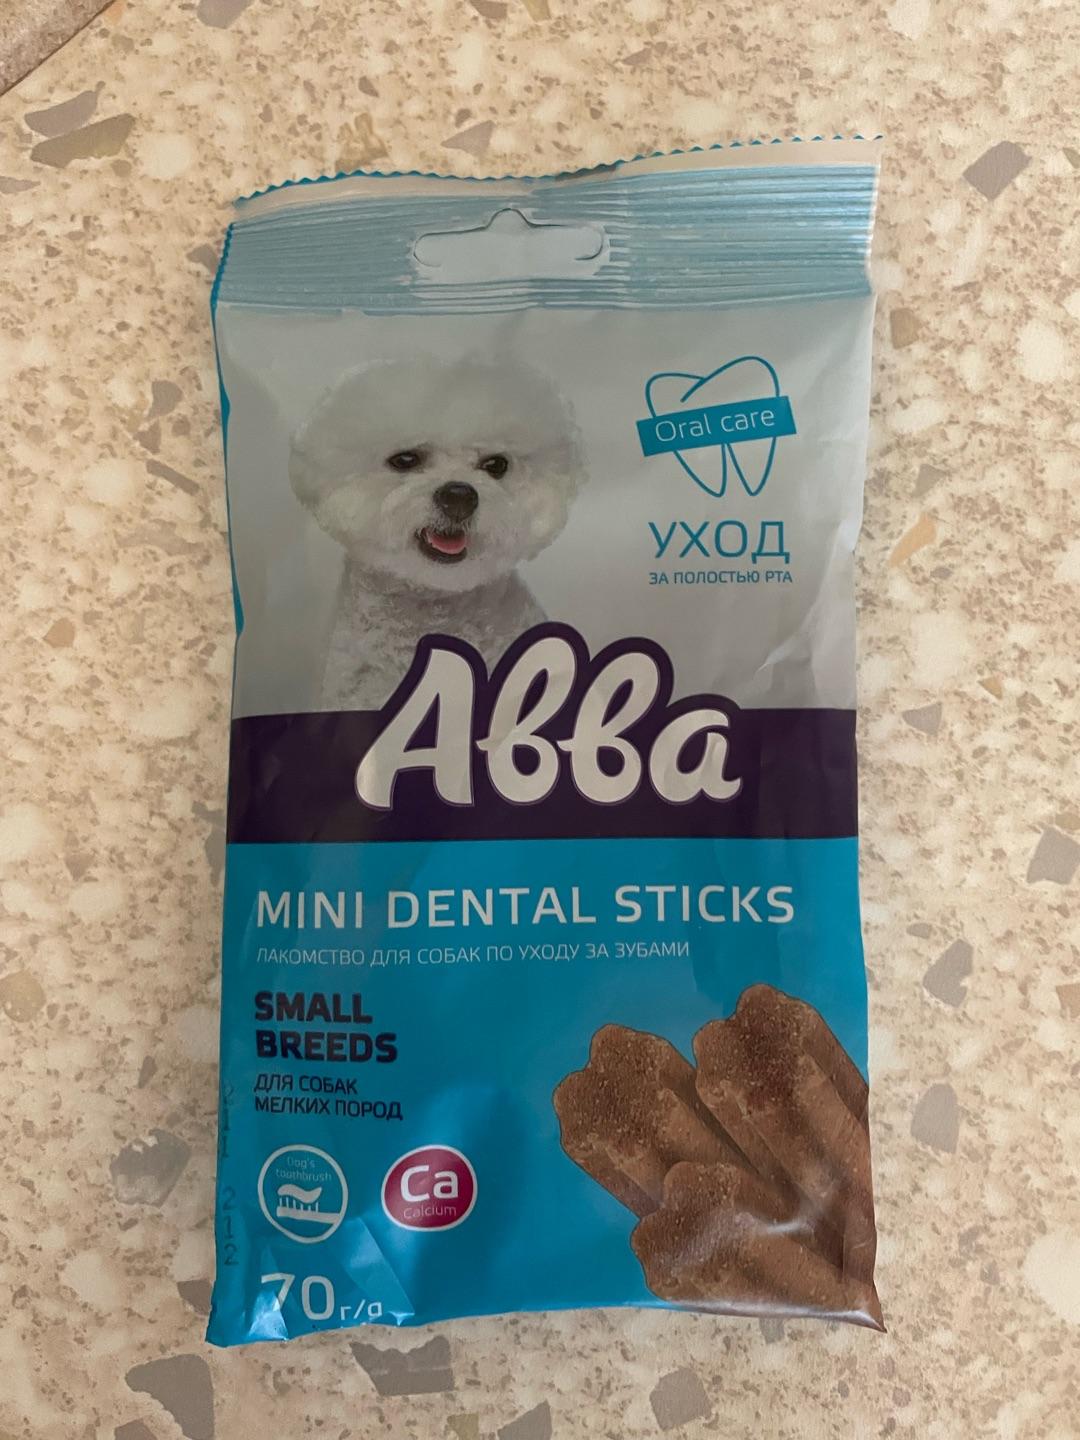 Oral care
УХОД
ЗА ПОЛОСТЬЮ РТА
Авва
MINI DENTAL STICKS
ЛАКОМСТВО ДЛЯ СОБАК ПО УХОДУ ЗА ЗУБАМИ
SMALL
BREEDS
ДЛЯ СОБАК
МЕЛКИХ ПОРОД
Dog's
toothbrush
Ca
Calcium
70г/g